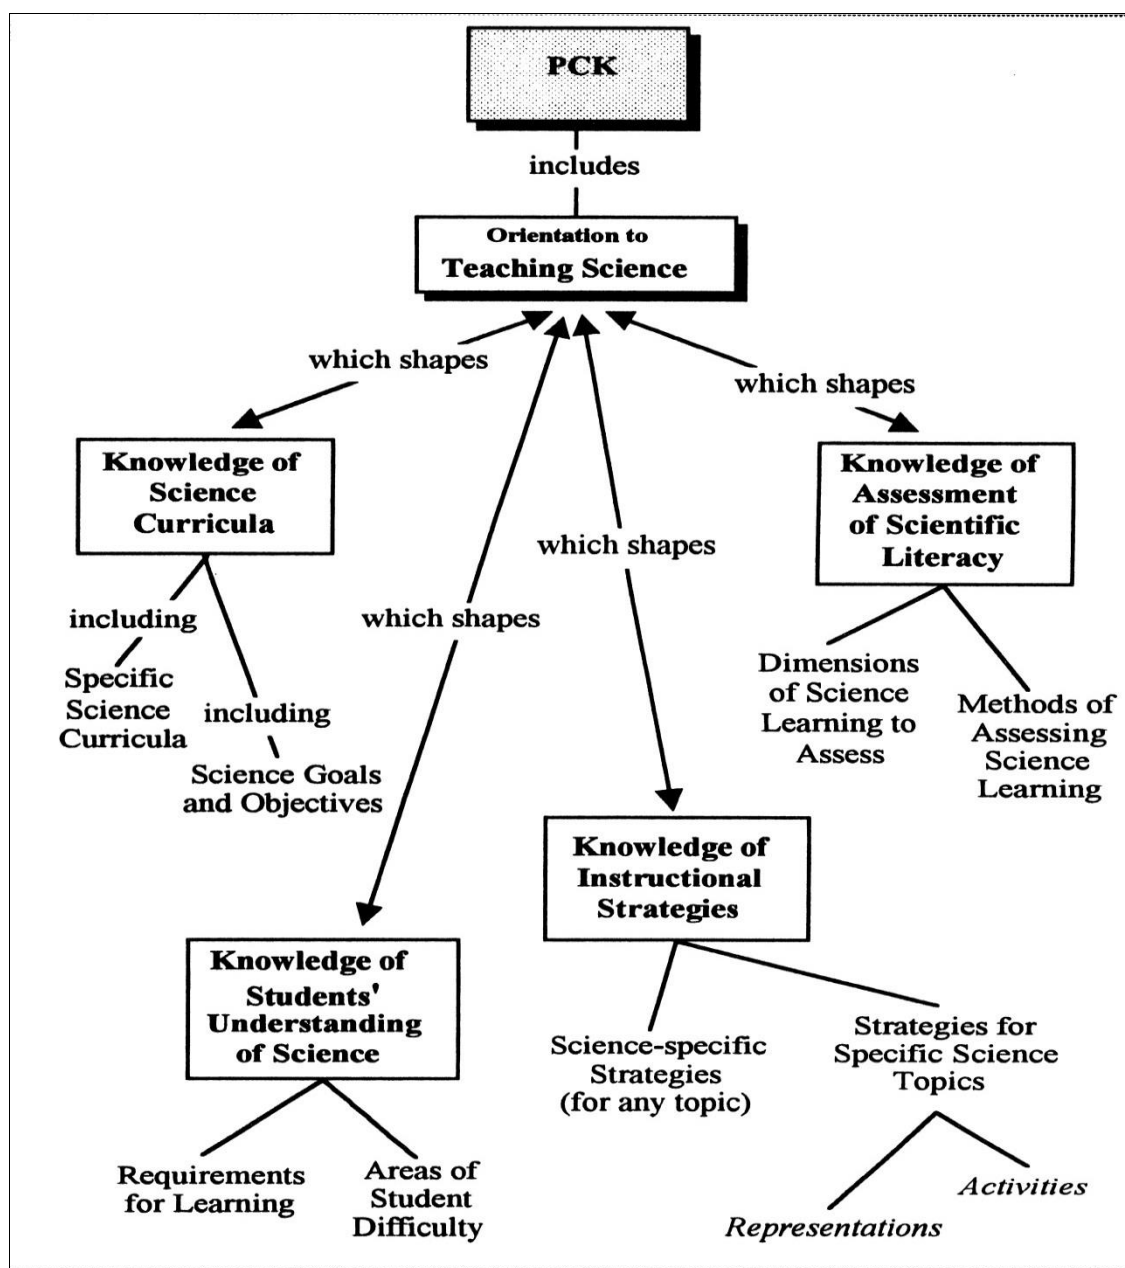 PCK
includes
Orientation to
Teaching Science
which shapes
which shapes
which shapes
which shapes
Knowledge of
Science
Curricula
including
Specific
Science
Curricula
including
Science Goals
and Objectives
Knowledge of
Assessment
of Scientific
Literacy
Dimensions
of Science
Learning to
Assess
Methods of
Assessing
Science
Learning
Knowledge of
Instructional
Strategies
Science-specific
Strategies
(for any topic)
Strategies for
Specific Science
Topics
Representations
Activities
Knowledge of
Students'
Understanding
of Science
Requirements
for Learning
Areas of
Student
Difficulty